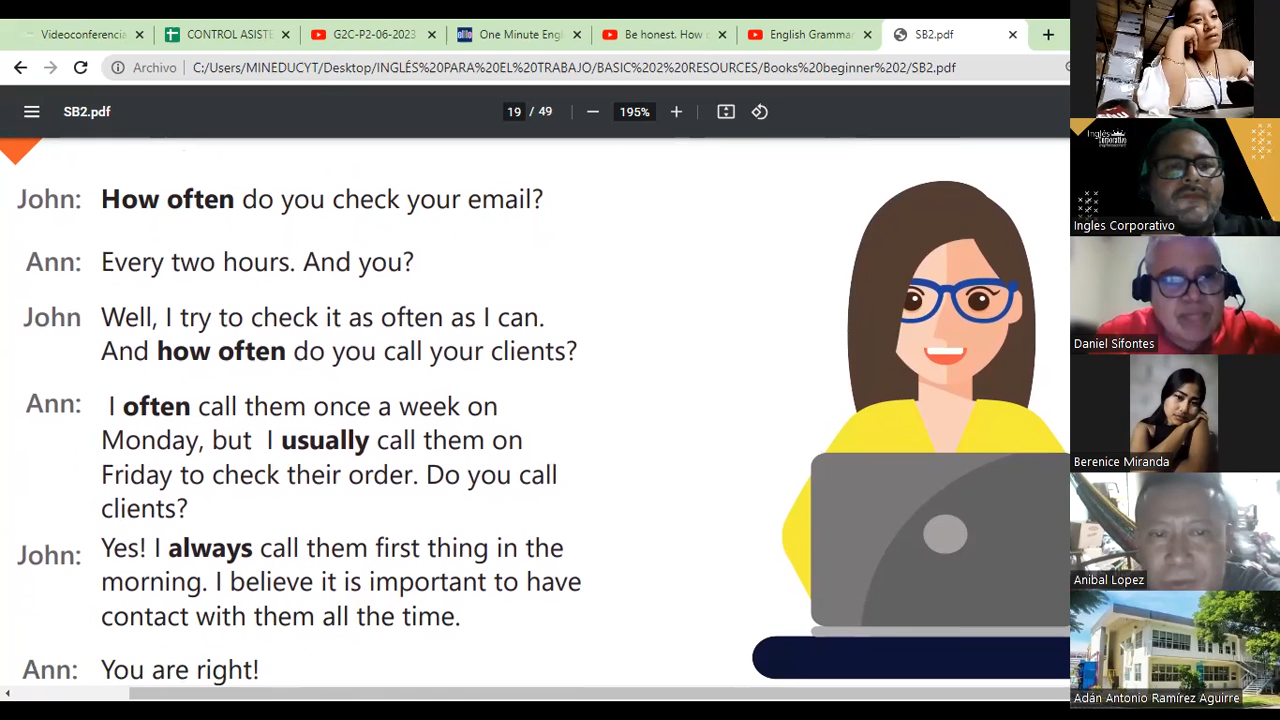 Videoconferencia
CONTROL ASISTE
G2C-P2-06-2023
One Minute Engl
Be honest. How c
English Grammar
SB2.pdf
Archivo
C:/Users/MINEDUCYT/Desktop/INGLÉS%20PARA%20EL%20TRABAJO/BASIC%202%20RESOURCES/Books%20beginner%202/SB2.pdf
SB2.pdf
19 / 49
195%
John: How often do you check your email?
Ann: Every two hours. And you?
John Well, I try to check it as often as I can.
And how often do you call your clients?
Ann: I often call them once a week on
Monday, but I usually call them on
Friday to check their order. Do you call
clients?
John: Yes! I always call them first thing in the
morning. I believe it is important to have
contact with them all the time.
Ann: You are right!
Inglés
Corporativo
Ingles Corporativo
Daniel Sifontes
Berenice Miranda
Anibal Lopez
Adán Antonio Ramírez Aguirre